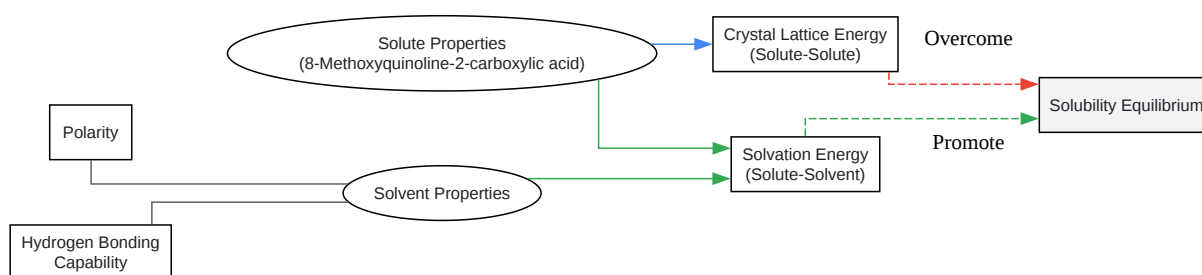 Solute Properties
(8-Methoxyquinoline-2-carboxylic acid)
Crystal Lattice Energy
(Solute-Solute)
Overcome
Solubility Equilibrium
Polarity
Solvation Energy
(Solute-Solvent)
Promote
Solvent Properties
Hydrogen Bonding
Capability